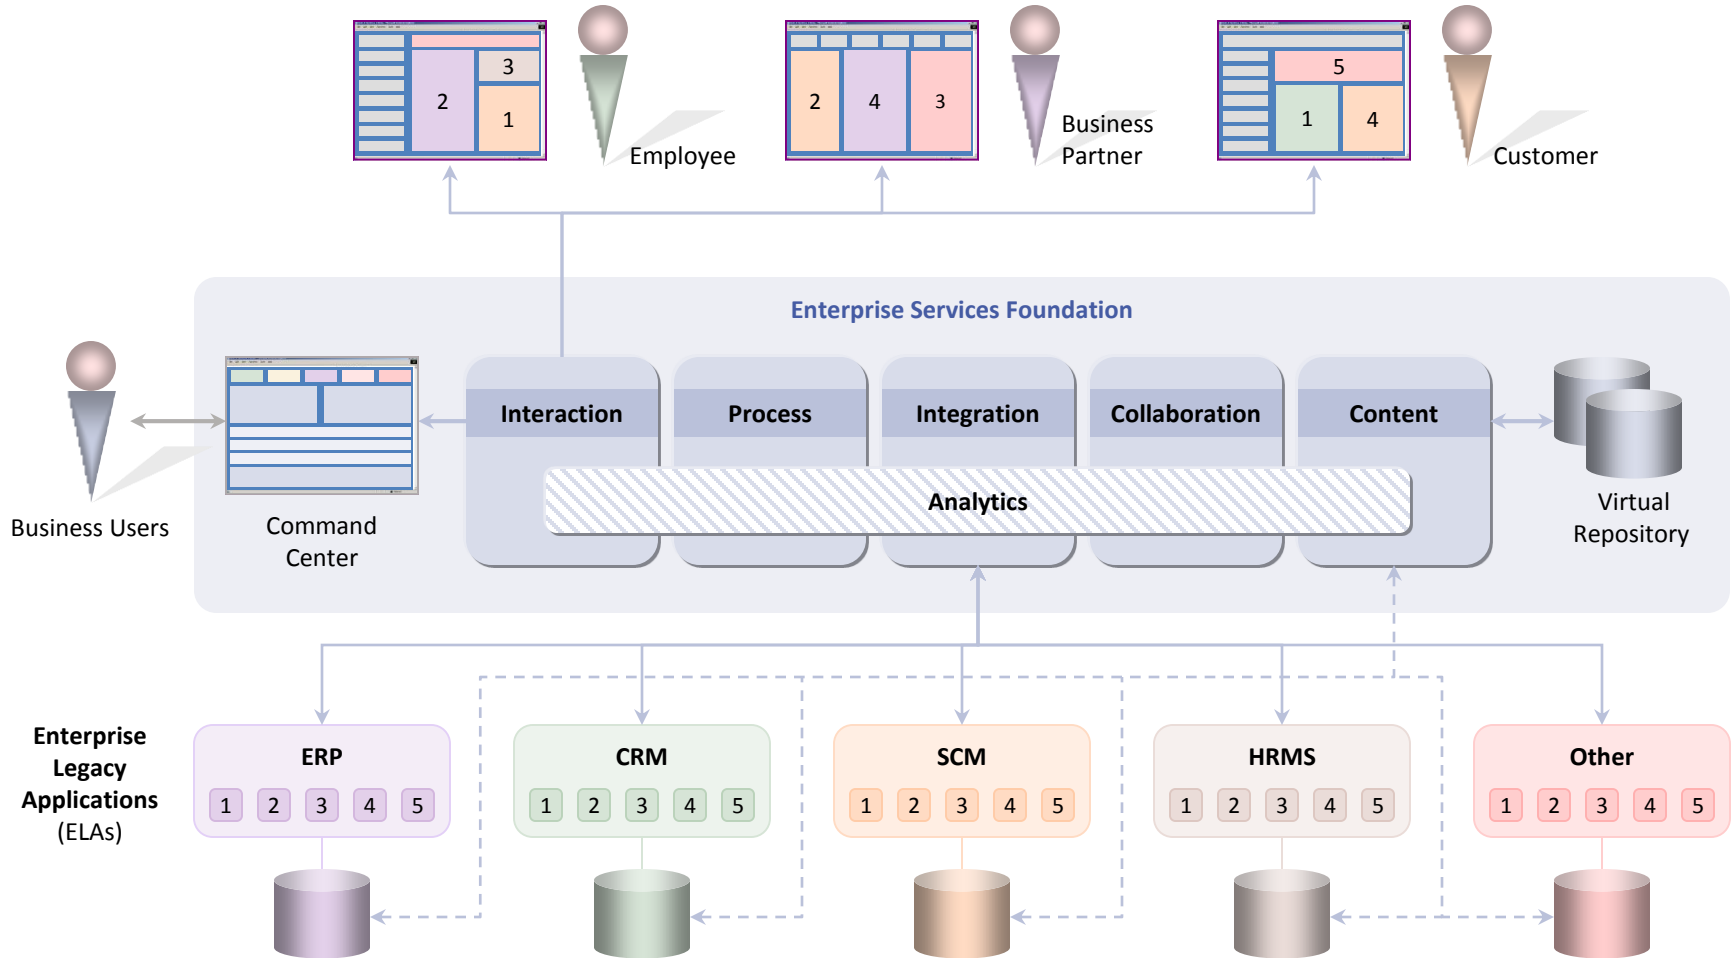 2
3
1
Employee
2
4
3
Business
Partner
5
1
4
Customer
Enterprise Services Foundation
Interaction
Process
Integration
Collaboration
Content
Analytics
Business Users
Command
Center
Virtual
Repository
Enterprise
Legacy
Applications
(ELAs)
ERP
1 2 3 4 5
CRM
1 2 3 4 5
SCM
1 2 3 4 5
HRMS
1 2 3 4 5
Other
1 2 3 4 5